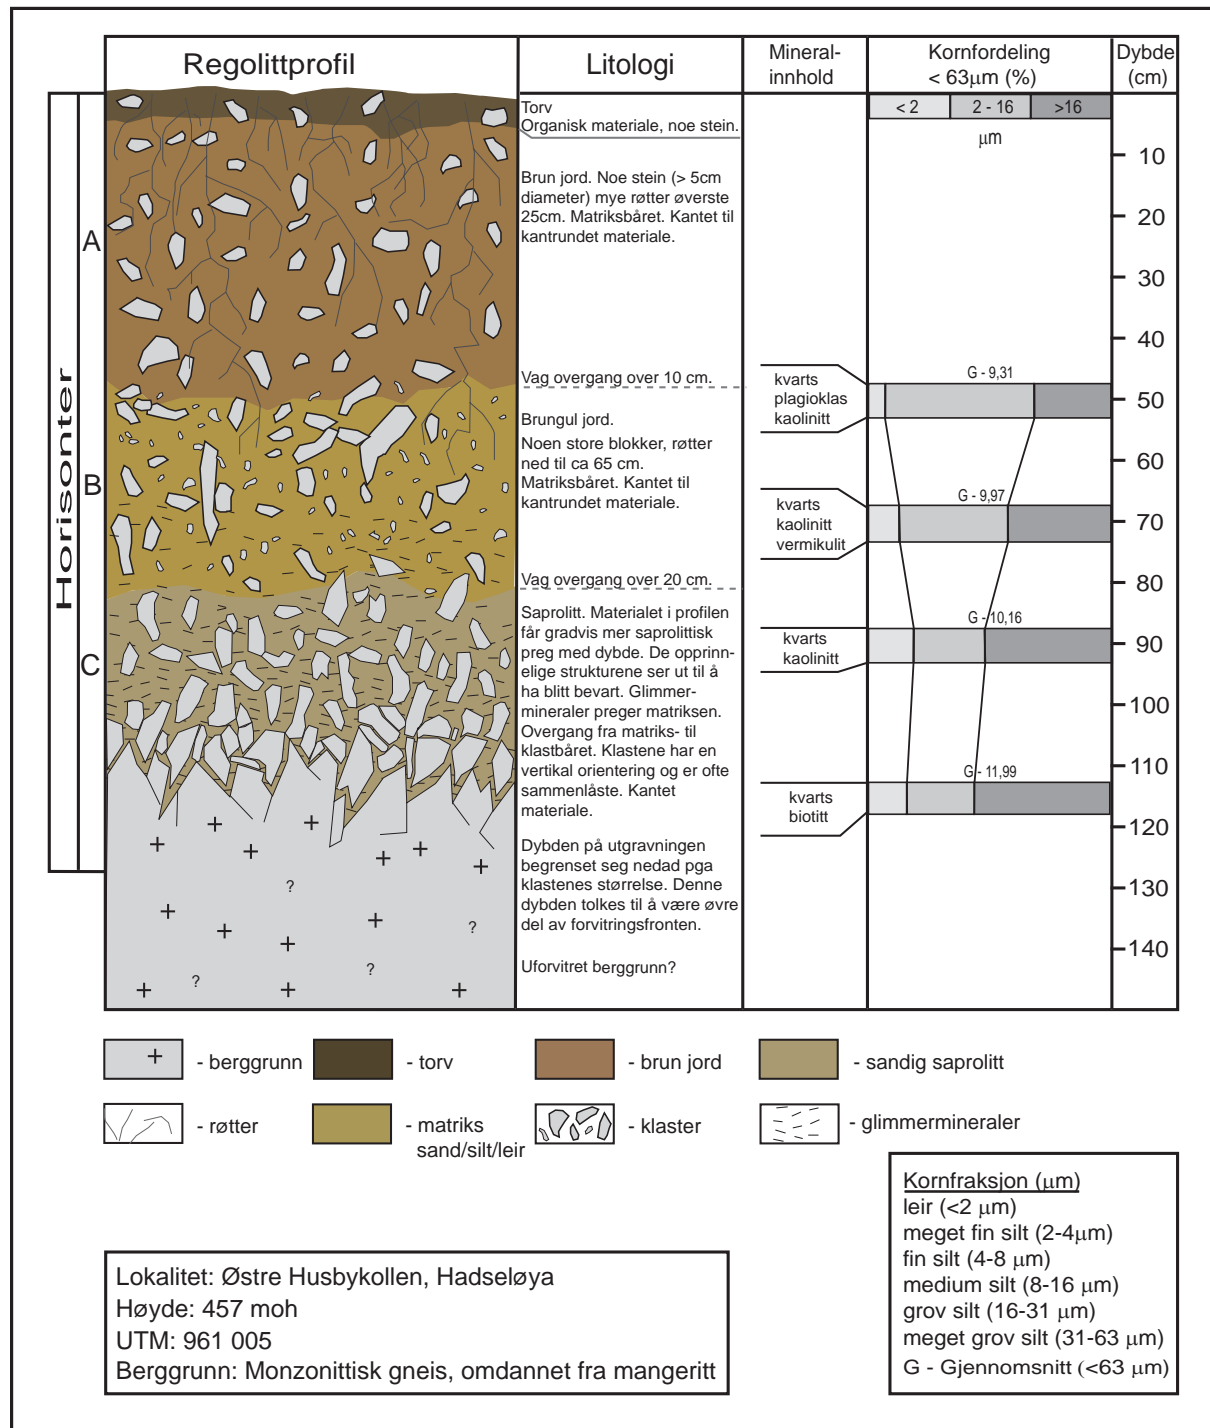 Regolittprofil
Litologi
Mineral-
innhold
Kornfordeling
< 63μm (%)
Dybde
(cm)
Horisonter
A
B
C
Torv
Organisk materiale, noe stein.
Brun jord. Noe stein (> 5cm
diameter) mye røtter øverste
25cm. Matriksbåret. Kantet til
kantrundet materiale.
Vag overgang over 10 cm.
Brungul jord.
Noen store blokker, røtter
ned til ca 65 cm.
Matriksbåret. Kantet til
kantrundet materiale.
Vag overgang over 20 cm.
Saprolitt. Materialet i profilen
får gradvis mer saprolittisk
preg med dybde. De opprinn-
elige strukturene ser ut til å
ha blitt bevart. Glimmer-
mineraler preger matriksen.
Overgang fra matriks- til
klastbåret. Klastene har en
vertikal orientering og er ofte
sammenlåste. Kantet
materiale.
Dybden på utgravningen
begrenset seg nedad pga
klastenes størrelse. Denne
dybden tolkes til å være øvre
del av forvitringsfronten.
Uforvitret berggrunn?
?
?
?
?
kvarts
plagioklas
kaolinitt
kvarts
kaolinitt
vermikulit
kvarts
kaolinitt
kvarts
biotitt
< 2
2 - 16
>16
μm
G - 9,31
G - 9,97
G - 10,16
G - 11,99
10
20
30
40
50
60
70
80
90
100
110
120
130
140
- berggrunn
- torv
- brun jord
- sandig saprolitt
- røtter
- matriks
sand/silt/leir
- klaster
- glimmermineraler
Kornfraksjon (μm)
leir (<2 μm)
meget fin silt (2-4μm)
fin silt (4-8 μm)
medium silt (8-16 μm)
grov silt (16-31 μm)
meget grov silt (31-63 μm)
G - Gjennomsnitt (<63 μm)
Lokalitet: Østre Husbykollen, Hadseløya
Høyde: 457 moh
UTM: 961 005
Berggrunn: Monzonittisk gneis, omdannet fra mangeritt